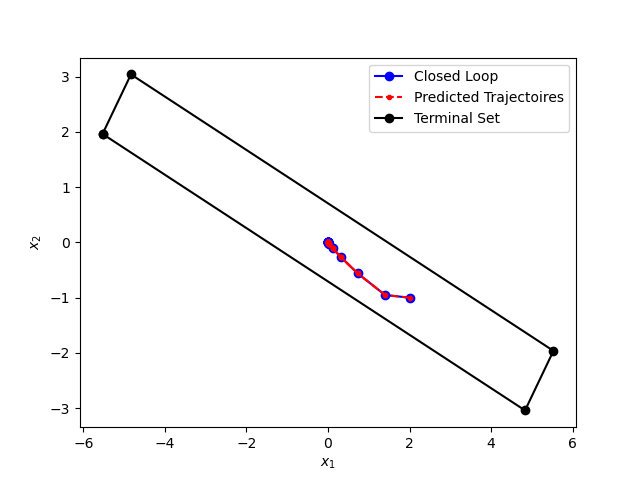 Closed Loop
Predicted Trajectoires
Terminal Set
3
2
1
0
−1
−2
−3
x₂
−6
−4
−2
0
2
4
6
x₁